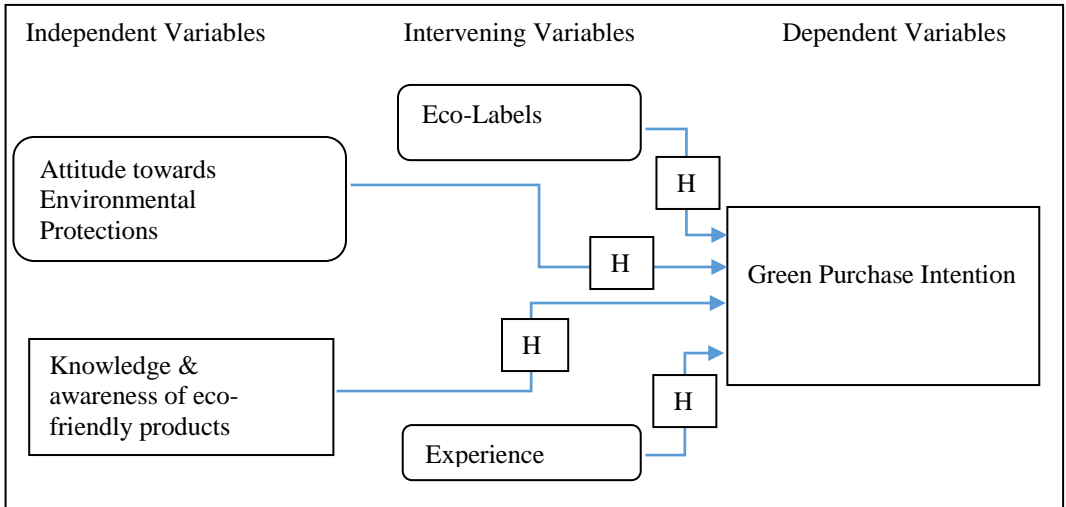 Independent Variables
Intervening Variables
Dependent Variables
Eco-Labels
Attitude towards
Environmental
Protections
H
H
Green Purchase Intention
H
Knowledge &
awareness of eco-
friendly products
H
Experience